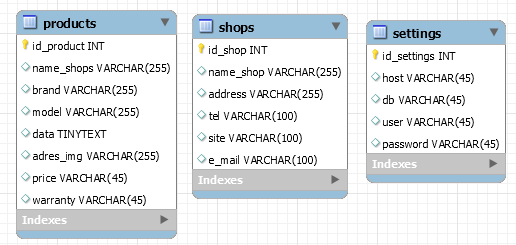 products
id_product INT
name_shops VARCHAR(255)
brand VARCHAR(255)
model VARCHAR(255)
data TINYTEXT
adres_img VARCHAR(255)
price VARCHAR(45)
warranty VARCHAR(45)
Indexes
shops
id_shop INT
name_shop VARCHAR(255)
address VARCHAR(255)
tel VARCHAR(100)
site VARCHAR(100)
e_mail VARCHAR(100)
Indexes
settings
id_settings INT
host VARCHAR(45)
db VARCHAR(45)
user VARCHAR(45)
password VARCHAR(45)
Indexes